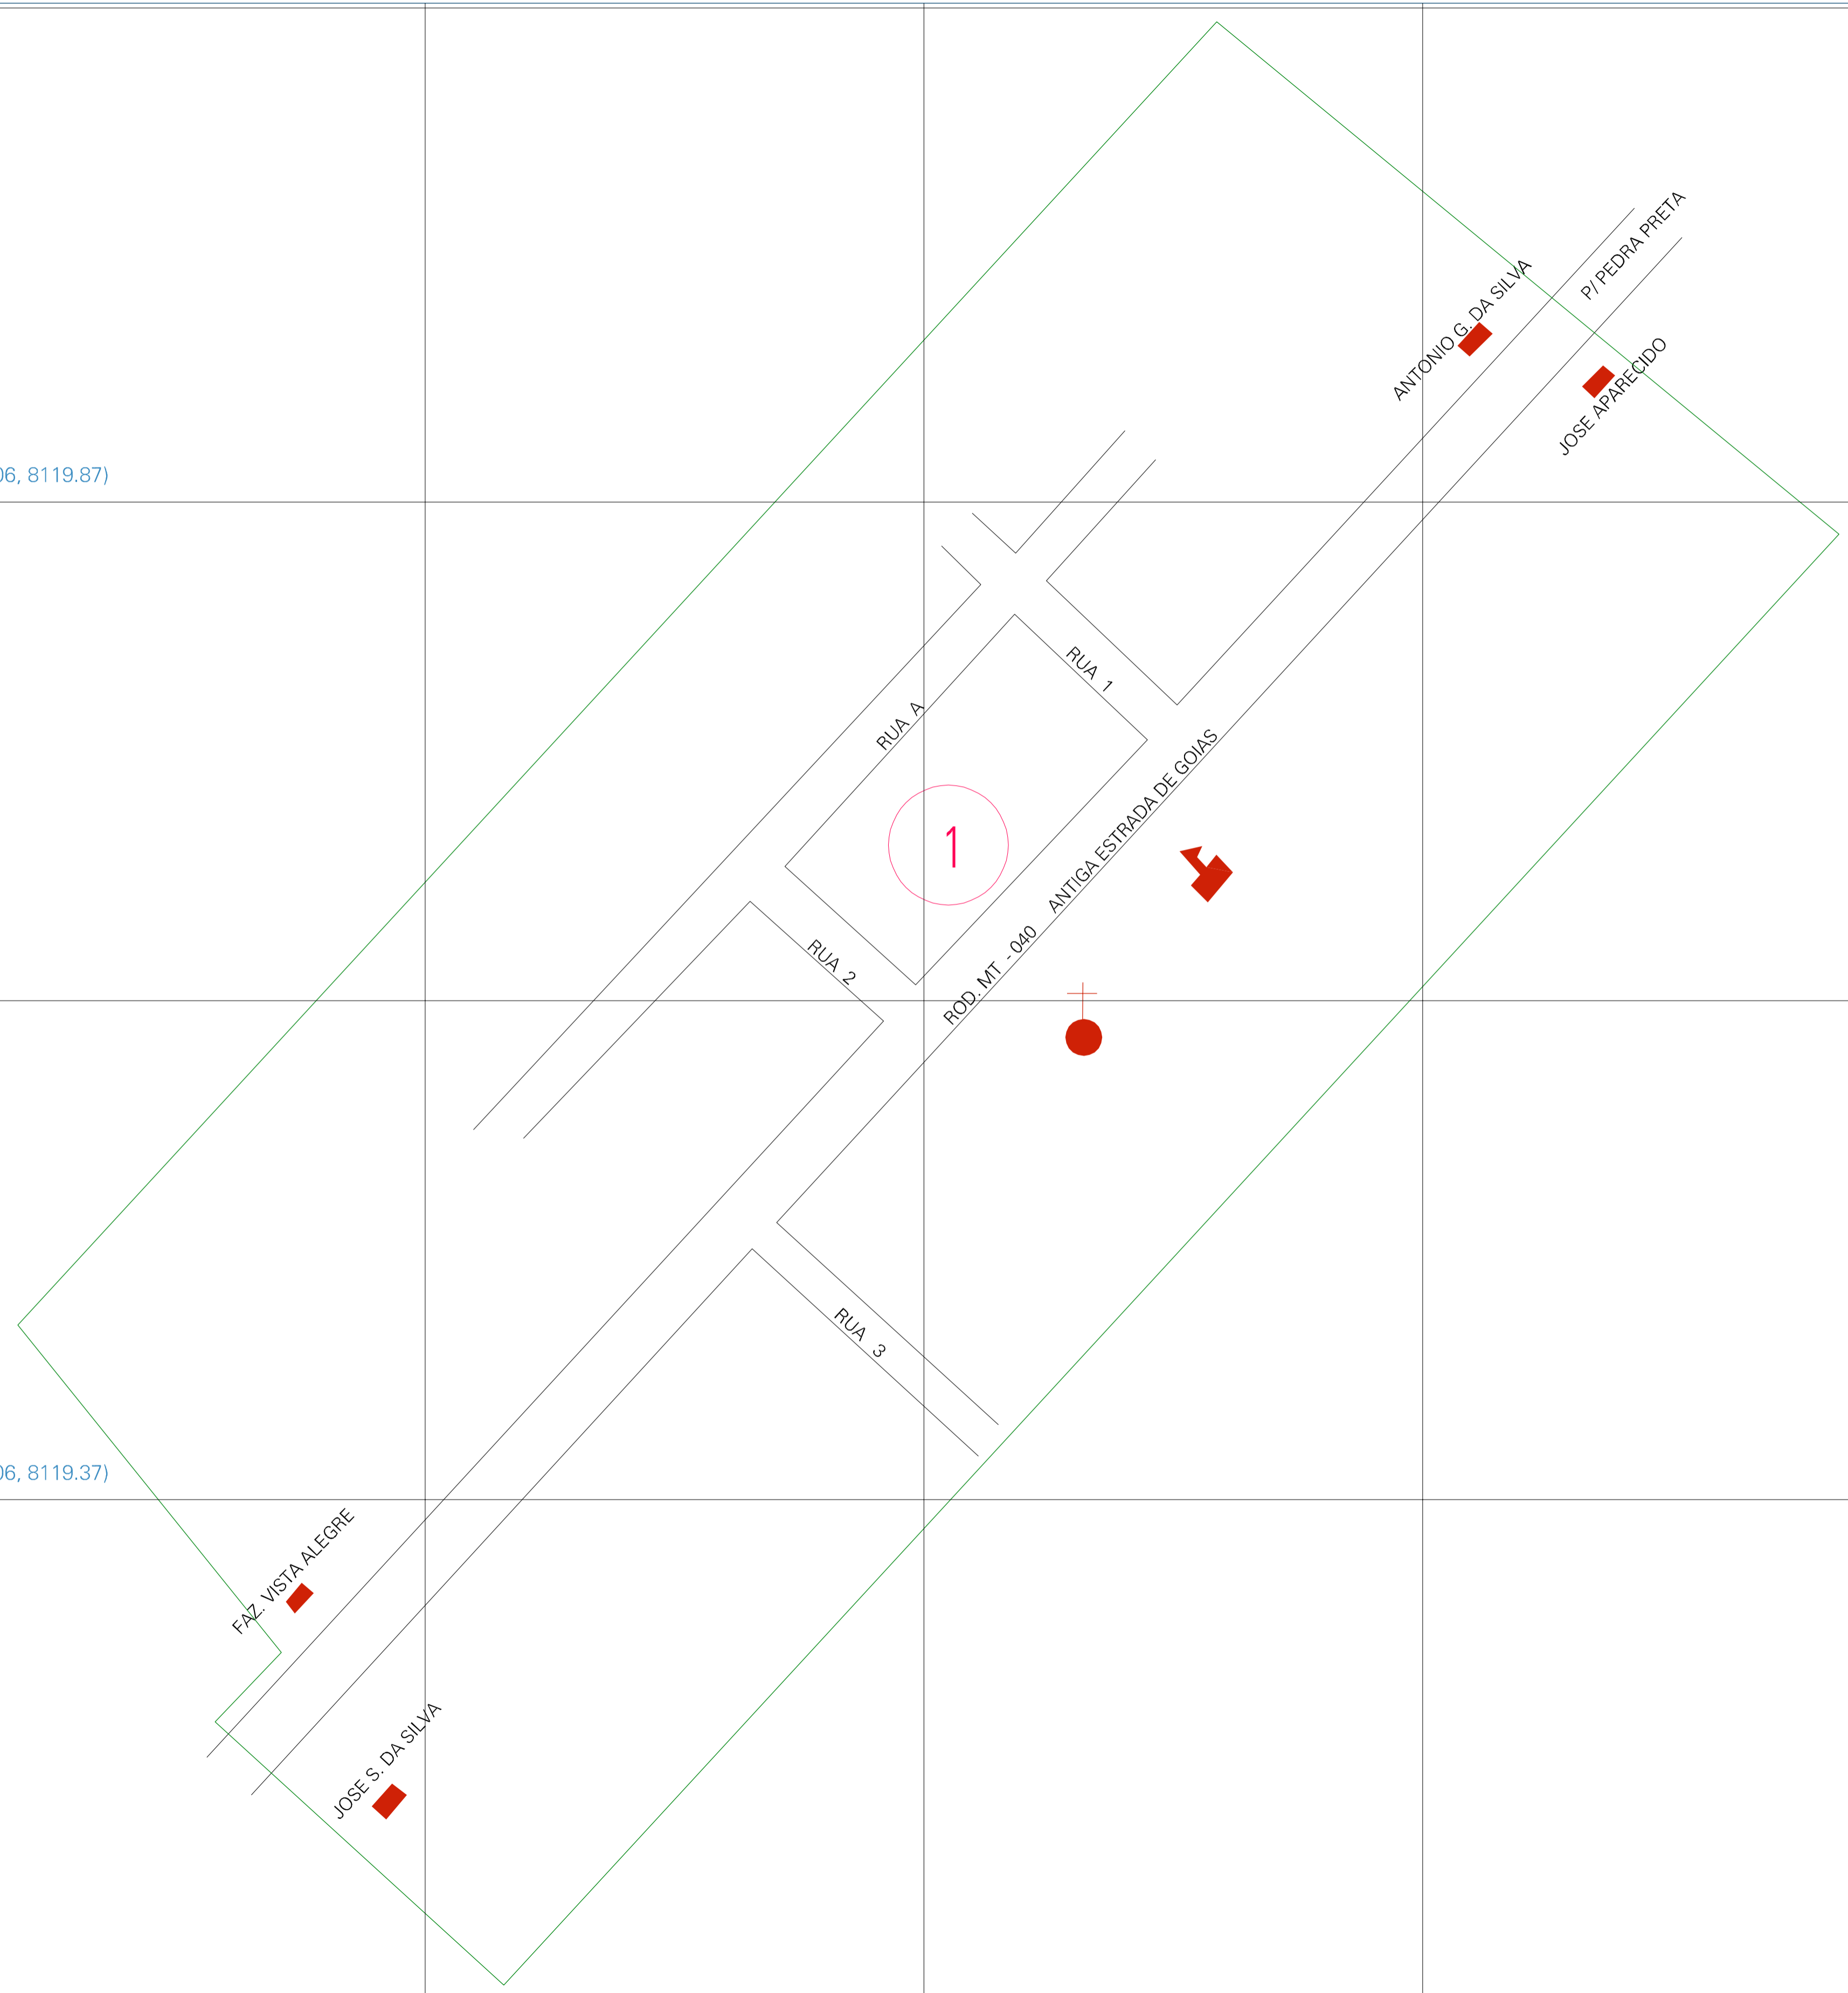 P/ PEDRA PRETA
ANTONIO G. DA SILVA
JOSE APARECIDO
06, 8119.87)
RUA 1
RUA A
ROD. MT - 040 ANTIGA ESTRADA DE GOIAS
1
RUA 2
RUA 3
06, 8119.37)
FAZ. VISTA ALEGRE
JOSE S. DA SILVA